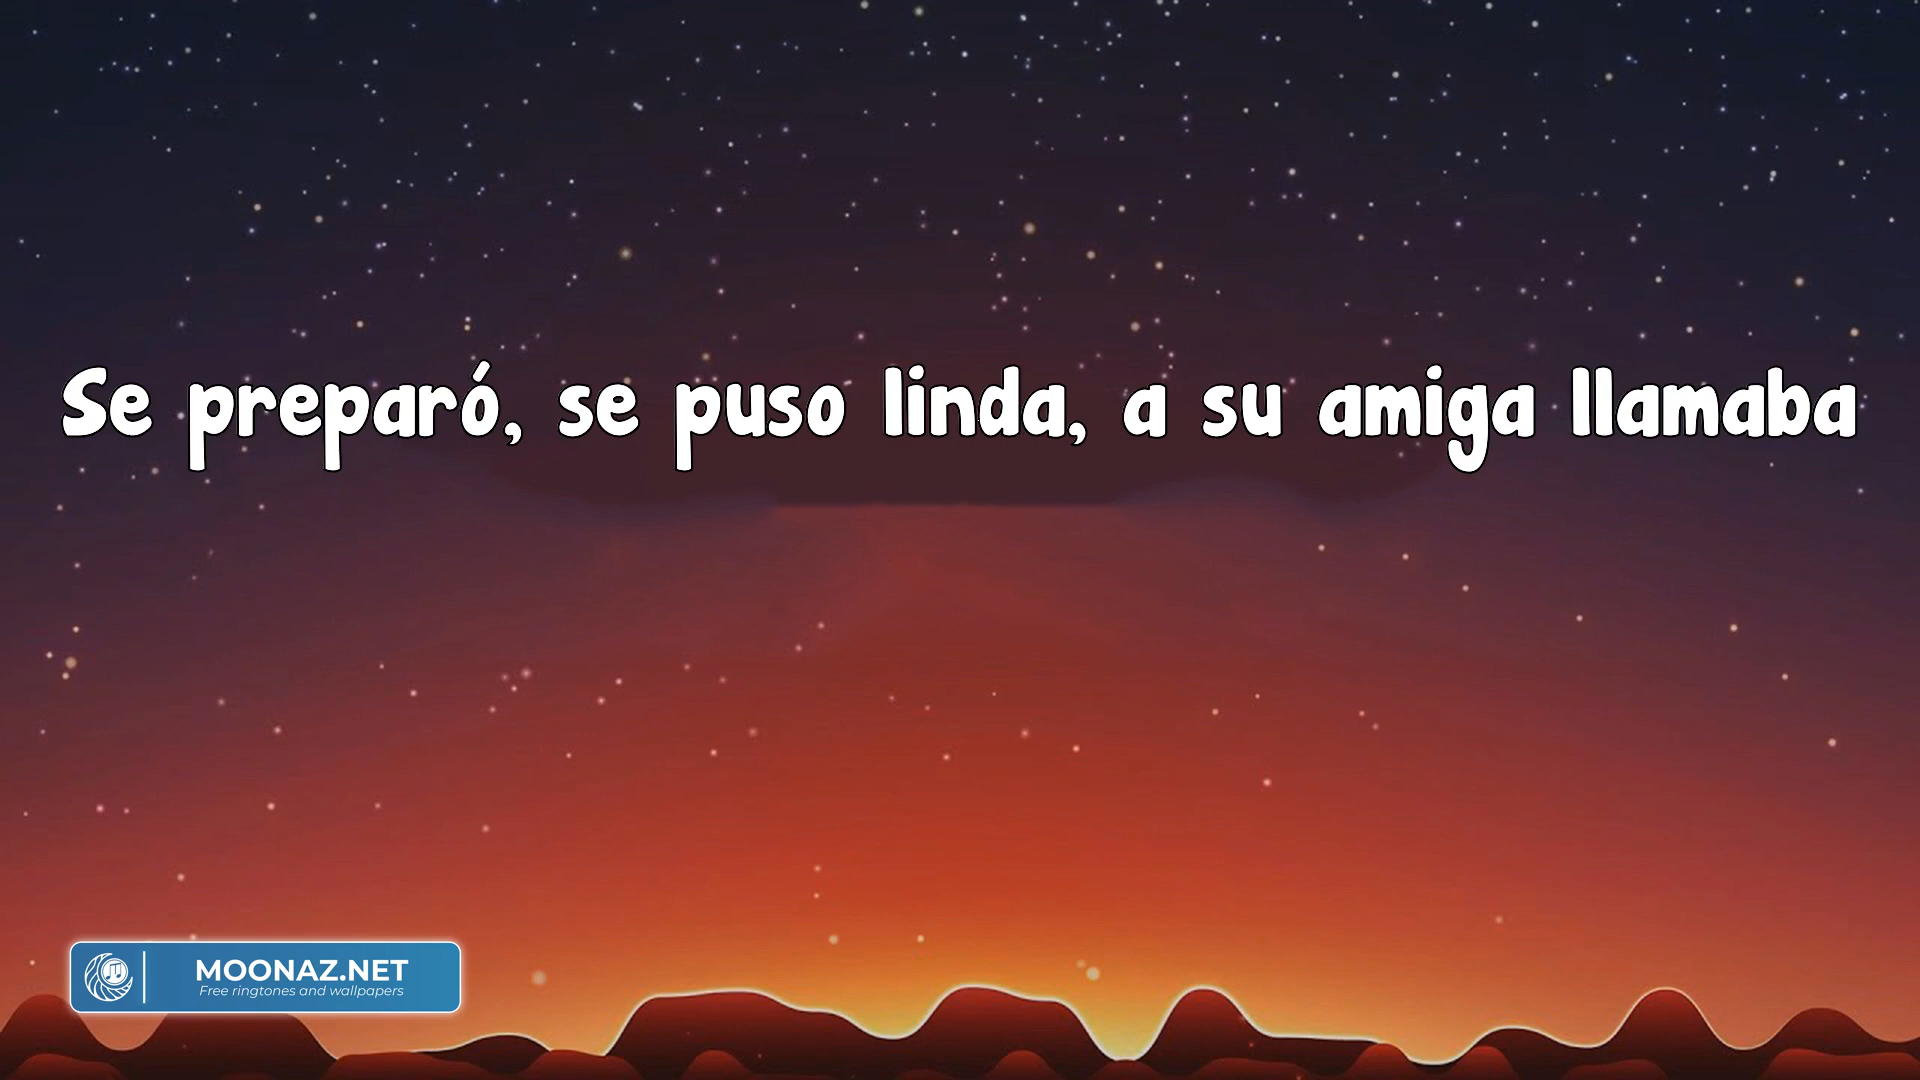 Se preparó, se puso linda, a su amiga llamaba
MOONAZ.NET
Free ringtones and wallpapers